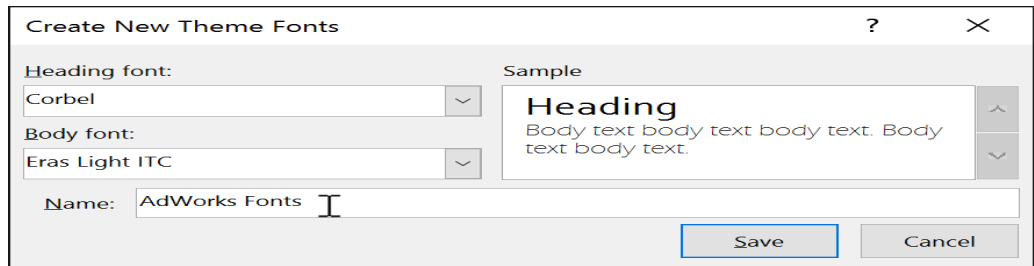 Create New Theme Fonts ?
Heading font:
Corbel
Body font:
Eras Light ITC
Sample
Heading
Body text body text body text. Body
text body text.
Name: AdWorks Fonts
Save Cancel